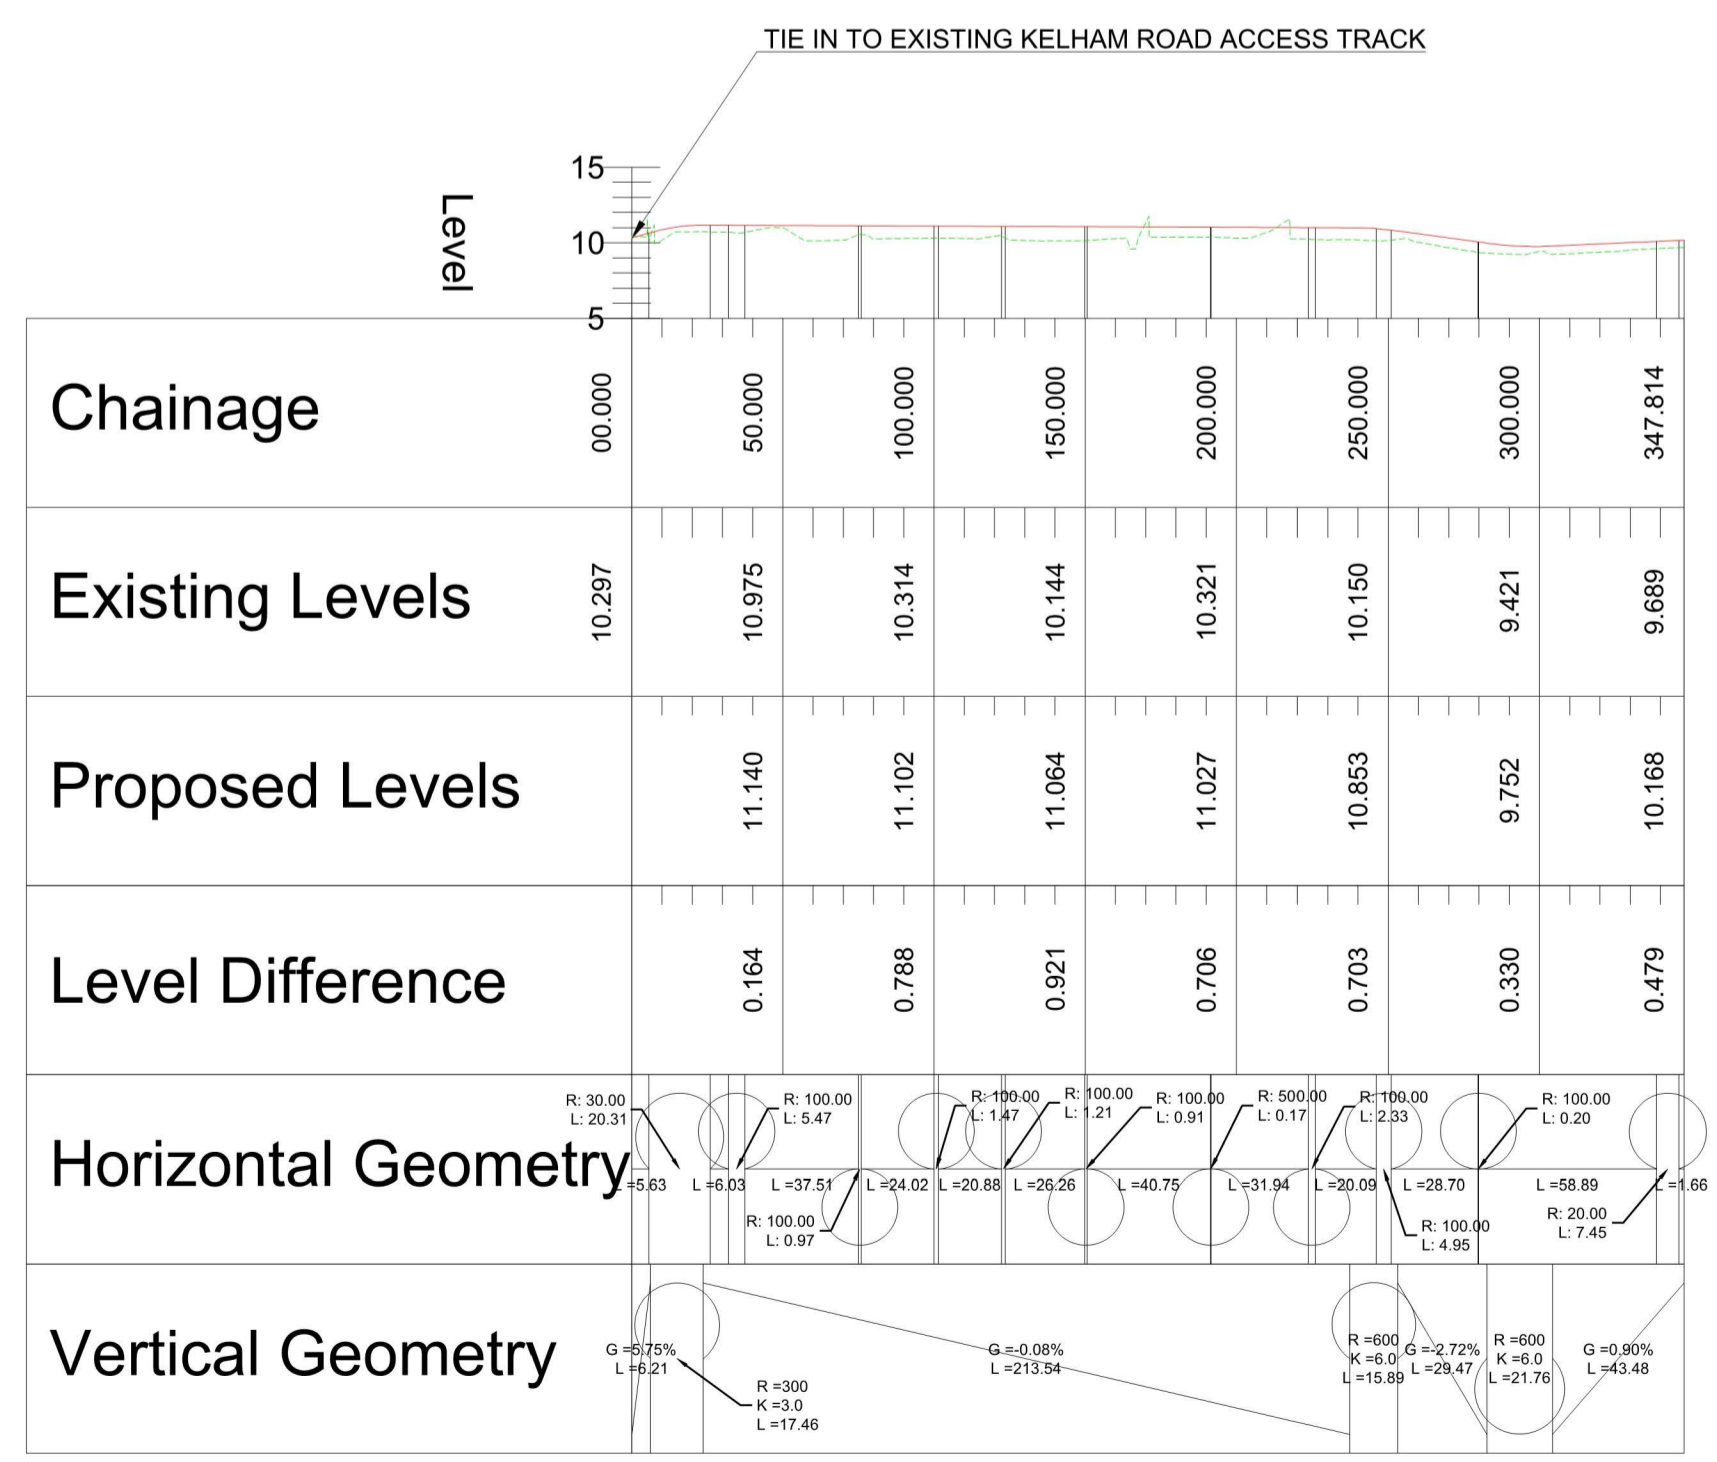 TIE IN TO EXISTING KELHAM ROAD ACCESS TRACK
15
10
5
Level
Chainage
00.000
50.000
100.000
150.000
200.000
250.000
300.000
347.814
Existing Levels
10.297
10.975
10.314
10.144
10.321
10.150
9.421
9.689
Proposed Levels
11.140
11.102
11.064
11.027
10.853
9.752
10.168
Level Difference
0.164
0.788
0.921
0.706
0.703
0.330
0.479
Horizontal Geometry
R: 30.00
L: 20.31
R: 100.00
L: 5.47
R: 100.00
L: 1.47
R: 100.00
L: 1.21
R: 100.00
L: 0.91
R: 500.00
L: 0.17
R: 100.00
L: 2.33
R: 100.00
L: 0.20
L =5.63
L =6.03
L =37.51
L =24.02
L =20.88
L =26.26
L =40.75
L =31.94
L =20.09
L =28.70
L =58.89
L =1.66
R: 100.00
L: 0.97
R: 100.00
L: 4.95
R: 20.00
L: 7.45
Vertical Geometry
G =5.75%
L =6.21
R =300
K =3.0
L =17.46
G =-0.08%
L =213.54
R =600
K =6.0
L =15.89
G =-2.72%
L =29.47
R =600
K =6.0
L =21.76
G =0.90%
L =43.48